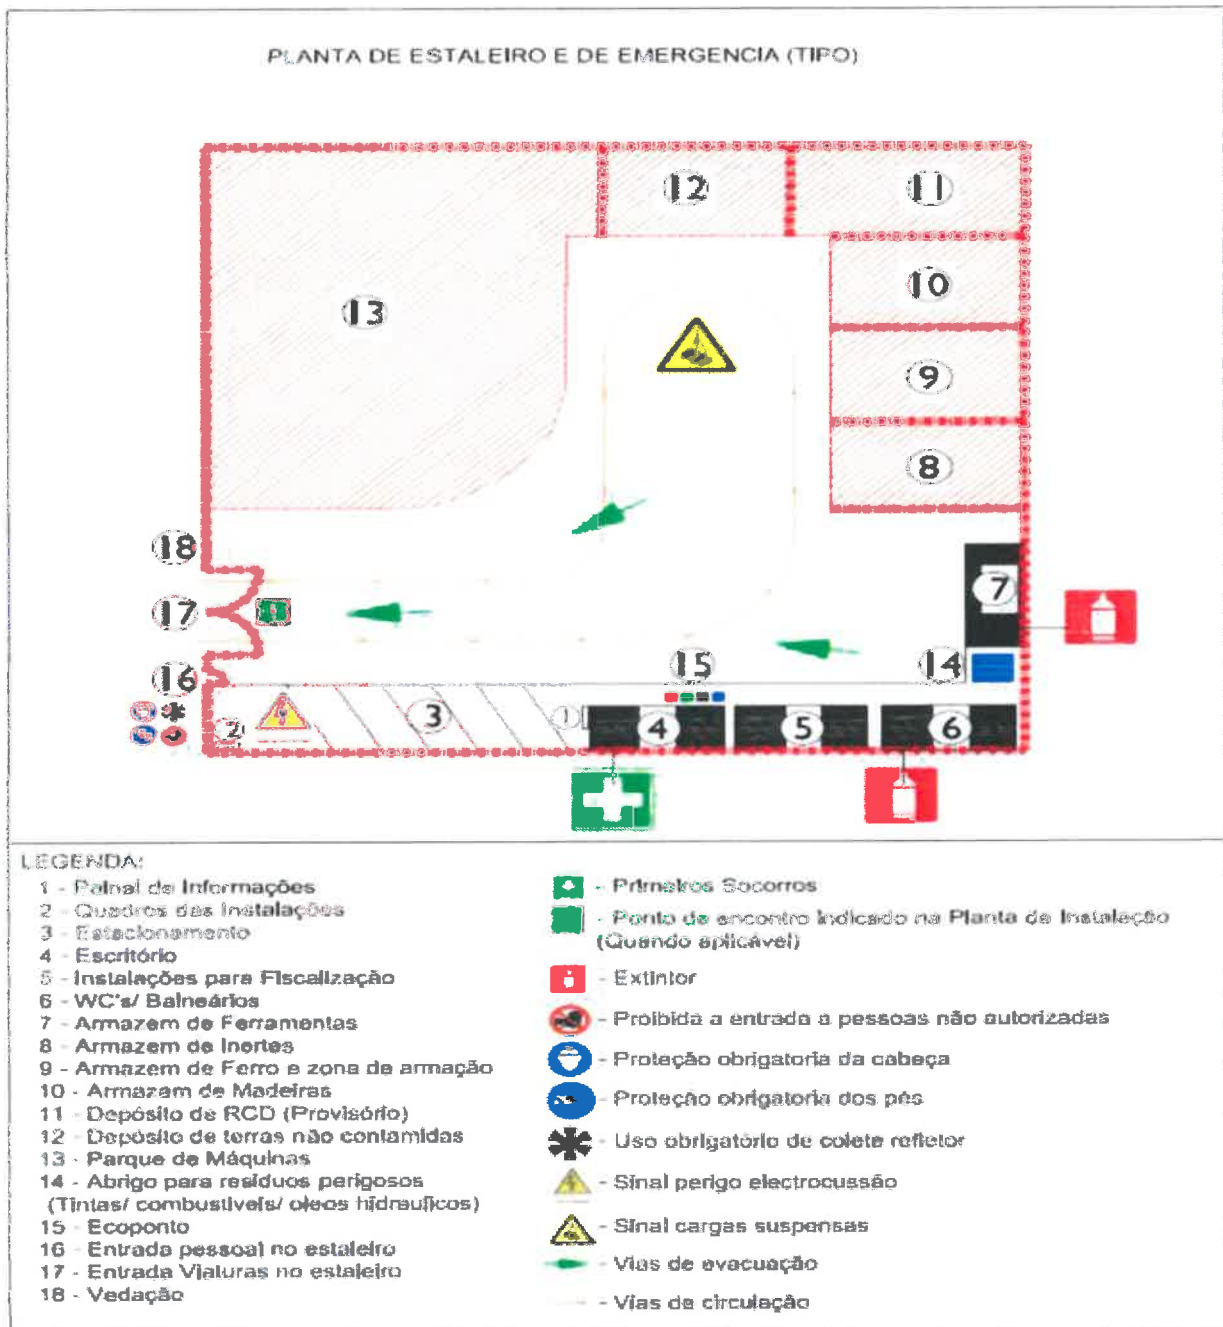 PLANTA DE ESTALEIRO E DE EMERGENCIA (TIPO)
12
11
10
13
9
8
18
7
17
15
14
16
2
3
1
4
5
6
LEGENDA:
1 - Painal de Informações
2 - Quadros das Instalações
3 - Estacionamento
4 - Escritório
5 - Instalações para Fiscalização
6 - WC's/ Balneários
7 - Armazem de Ferramentas
8 - Armazem de Inertes
9 - Armazem de Ferro e zona de armação
10 - Armazam de Madeiras
11 - Depósito de RCD (Provisório)
12 - Depósito de terras não contamidas
13 - Parque de Máquinas
14 - Abrigo para residuos perigosos
(Tintas/ combustiveis/ oleos hidraulicos)
15 - Ecoponto
16 - Entrada pessoal no estaleiro
17 - Entrada Viaturas no estaleiro
18 - Vedação
- Primeiros Socorros
- Ponto de encontro indicado na Planta de Instalação
(Quando aplicável)
- Extintor
- Proibida a entrada a pessoas não autorizadas
- Proteção obrigatoria da cabeça
- Proteção obrigatoria dos pés
- Uso obrigatório de colete refletor
- Sinal perigo electrocussão
- Sinal cargas suspensas
- Vias de evacuação
- Vias de circulação